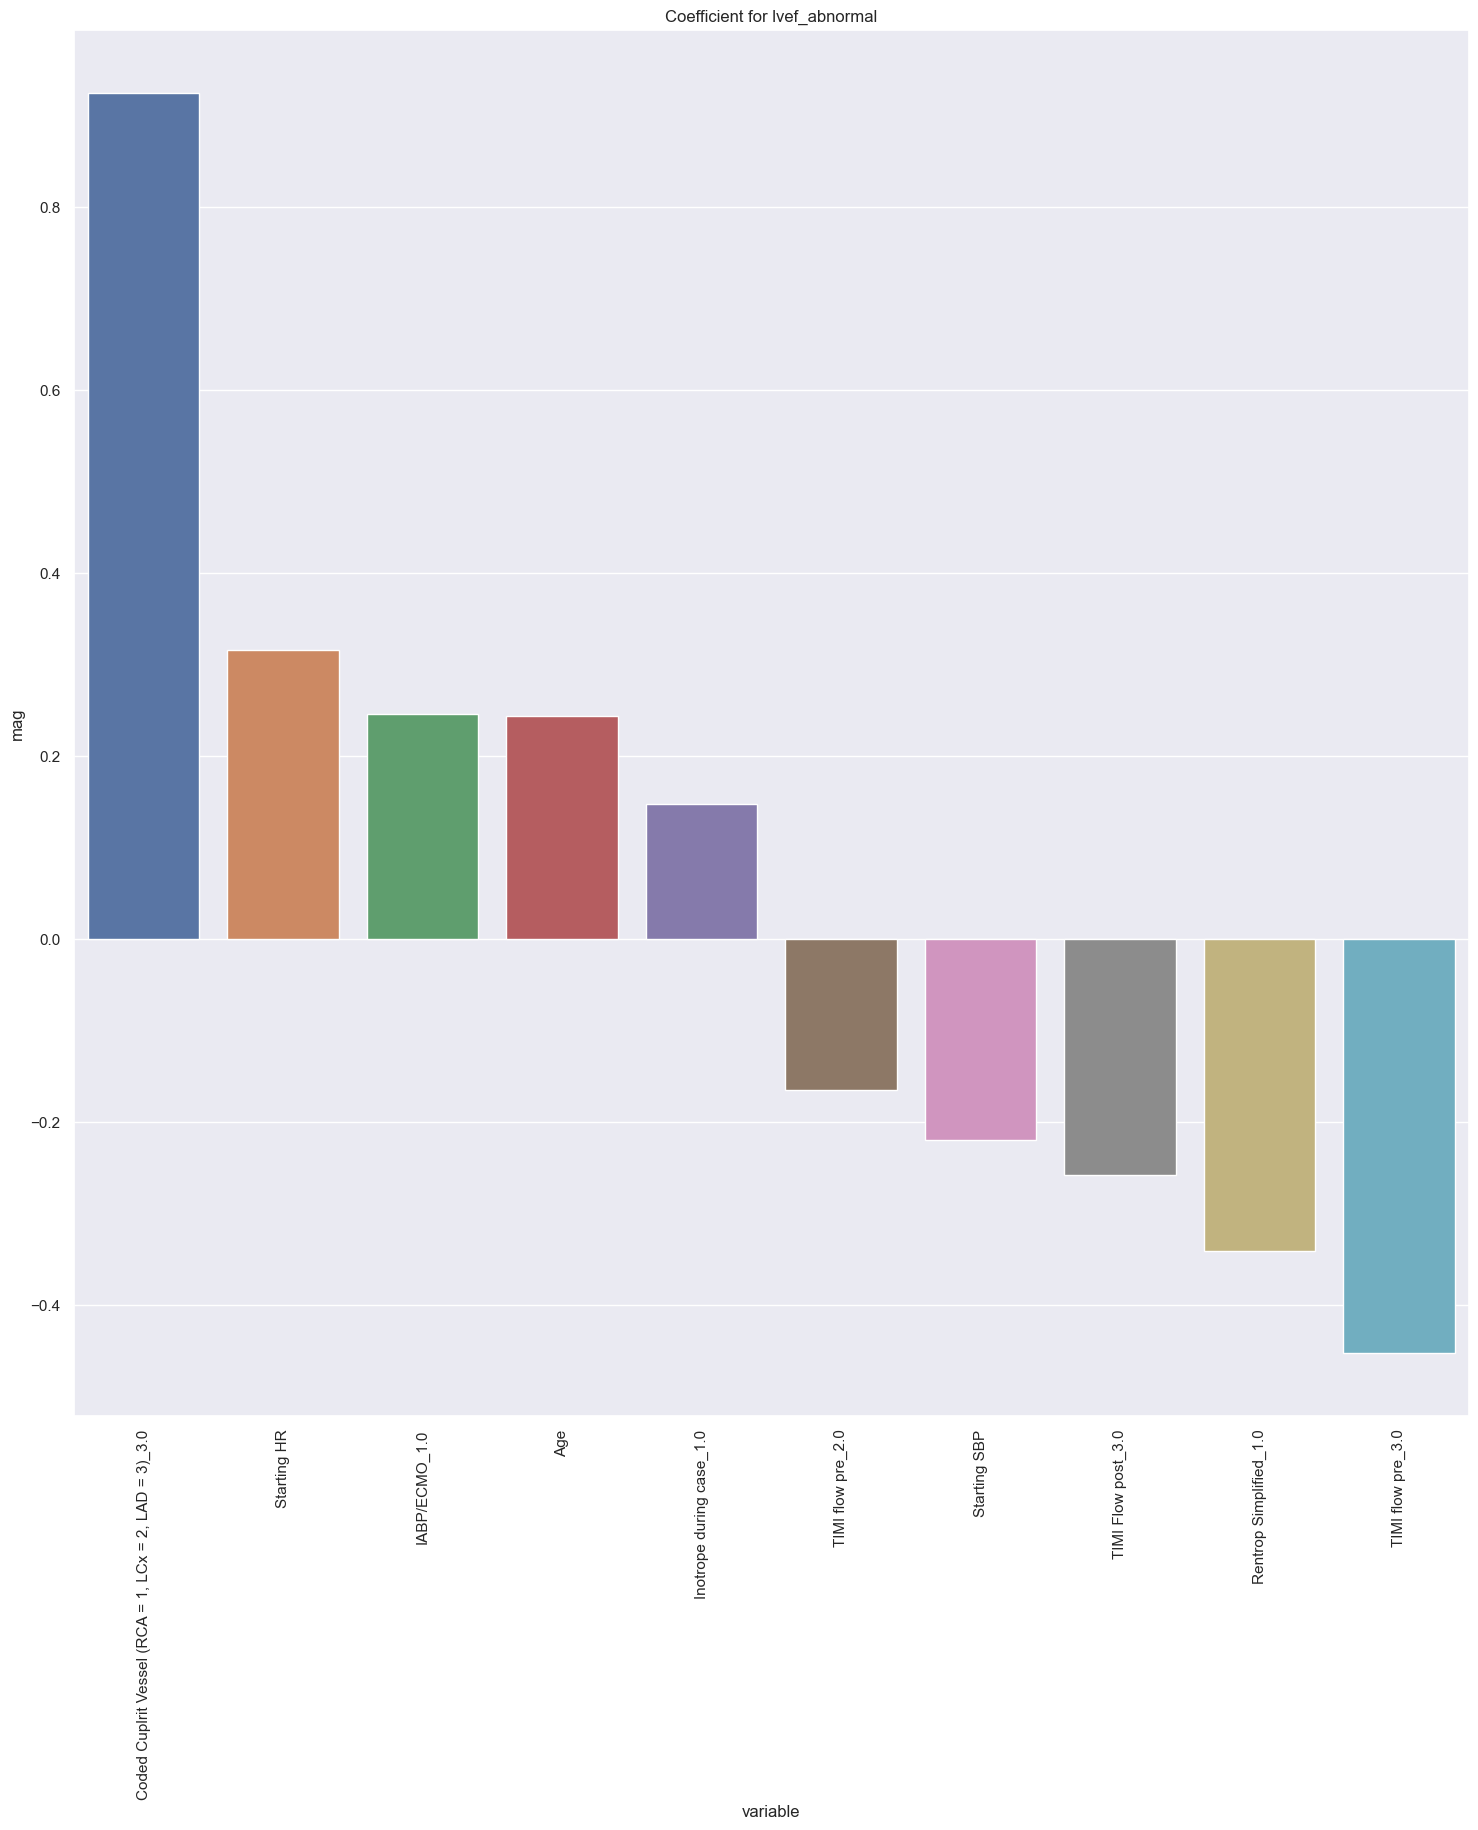 Coefficient for lvef_abnormal
mag
0.8
0.6
0.4
0.2
0.0
−0.2
−0.4
Coded Cuplrit Vessel (RCA = 1, LCx = 2, LAD = 3)_3.0
Starting HR
IABP/ECMO_1.0
Age
Inotrope during case_1.0
TIMI flow pre_2.0
Starting SBP
TIMI Flow post_3.0
Rentrop Simplified_1.0
TIMI flow pre_3.0
variable